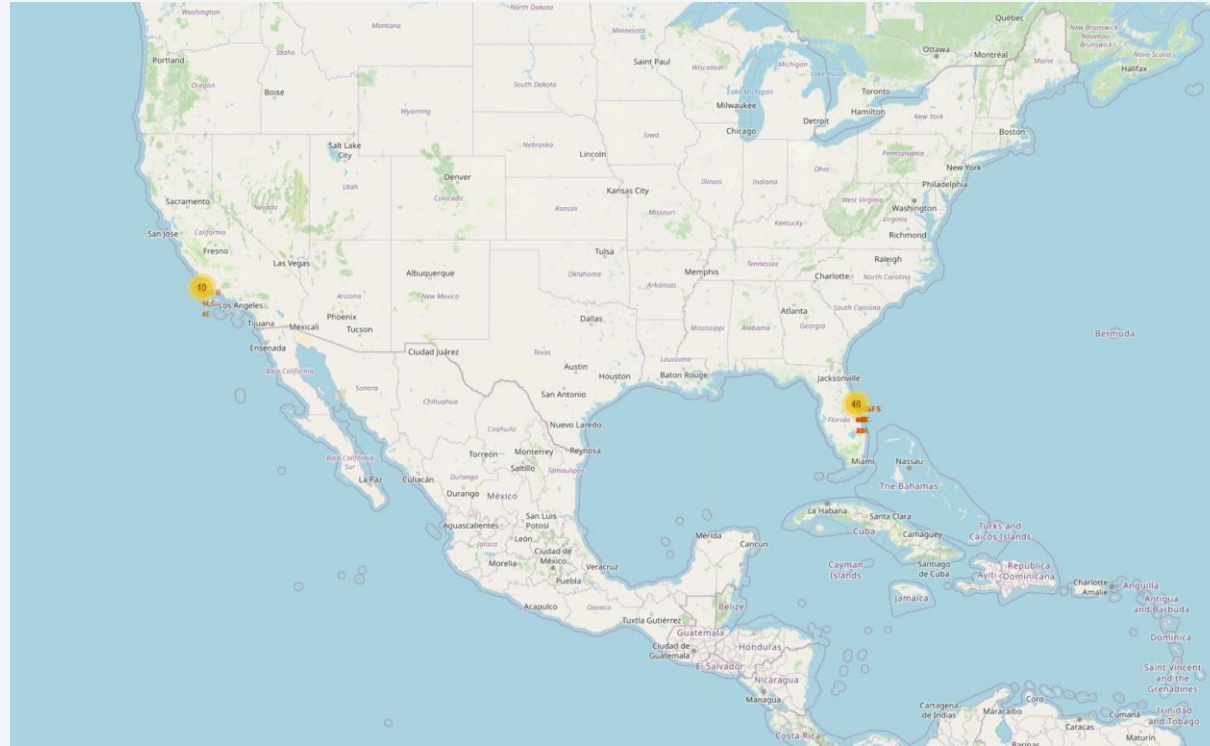 Washington
North Dakota
Québec
New Brunswick
Nouveau-
Brunswick
Montana
Minnesota
Nova Scotia
Portland
Idaho
Saint Paul
Wisconsin
Michigan
Ottawa
Montréal
Maine
Halifax
Oregon
South Dakota
Lake Huron
Boise
Lake Michigan
Toronto
Wyoming
Milwaukee
Hamilton
New York
Detroit
Iowa
Chicago
Boston
Salt Lake
City
Nebraska
Lincoln
Pennsylvania
New York
Denver
Utah
Illinois
Indiana
Ohio
Philadelphia
Colorado
Kansas City
Sacramento
Nevada
Kansas
Missouri
West Virginia
Washington
Kentucky
Virginia
San Jose
California
Richmond
Fresno
Tulsa
Las Vegas
Raleigh
Albuquerque
Oklahoma
Memphis
Tennessee
Charlotte
North Carolina
10
Arizona
New Mexico
Arkansas
SLC-
4E
Los Angeles
Phoenix
Dallas
Atlanta
South Carolina
Tijuana
Mexicali
Tucson
Mississippi
Alabama
Georgia
Bermuda
Ensenada
Ciudad Juárez
Texas
Louisiana
Baja California
Austin
Houston
Baton Rouge
Jacksonville
Sonora
San Antonio
Chihuahua
46
AFS
Florida
Coahuila
Nuevo Laredo
Baja California
Sur
Torreón
Monterrey
Reynosa
Miami
Nassau
Saltillo
Tamaulipas
La Paz
Culiacán
Durango
The Bahamas
Durango
México
La Habana
Santa Clara
San Luis
Potosí
Aguascalientes
Cuba
Camaguey
Turks and
Caicos Islands
Jalisco
León
Mérida
Cancun
Ciudad de
México
Cayman
Islands
Santiago
de Cuba
Ayiti
República
Dominicana
Morelia
Veracruz
Puebla
Charlotte
Amalie
Anguilla
Jamaica
Antigua
and Barbuda
Acapulco
Oaxaca
Belize
Tuxtla Gutiérrez
Guatemala
Dominica
Ciudad de
Guatemala
Honduras
El Salvador
Saint Vincent
and the
Grenadines
Nicaragua
Managua
Cartagena
de Indias
Coro
Maracaibo
Cumana
Trinidad
and Tobago
Caracas
Costa Rica
Barinas
Maturín